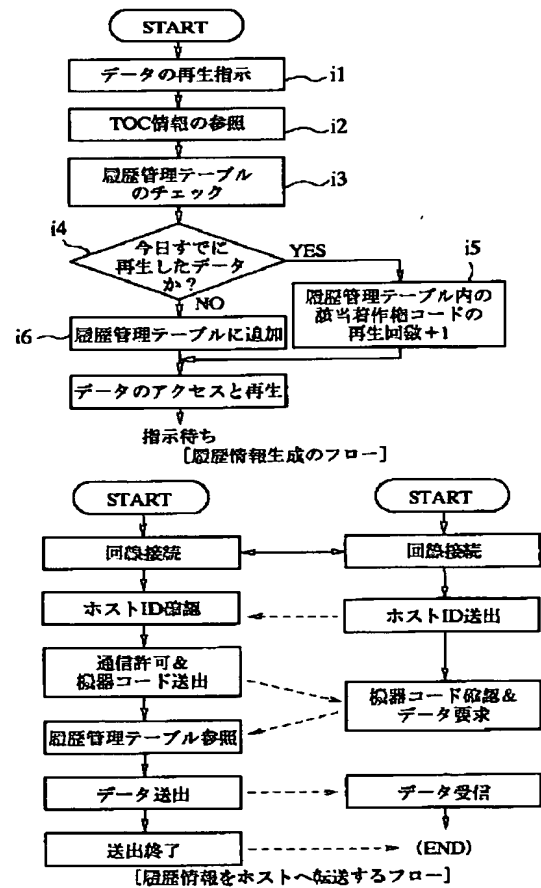 START
データの再生指示
i1
TOC情報の参照
i2
履歴管理テーブル
のチェック
i3
i4
今日すでに
再生したデータ
か?
YES
i5
履歴管理テーブル内の
該当著作物コードの
再生回数+1
NO
i6
履歴管理テーブルに追加
データのアクセスと再生
指示待ち
[履歴情報生成のフロー]
START
START
回線接続
回線接続
ホストID確認
ホストID送出
通信許可&
機器コード送出
機器コード確認&
データ要求
履歴管理テーブル参照
データ送出
データ受信
送出終了
(END)
[履歴情報をホストへ転送するフロー]